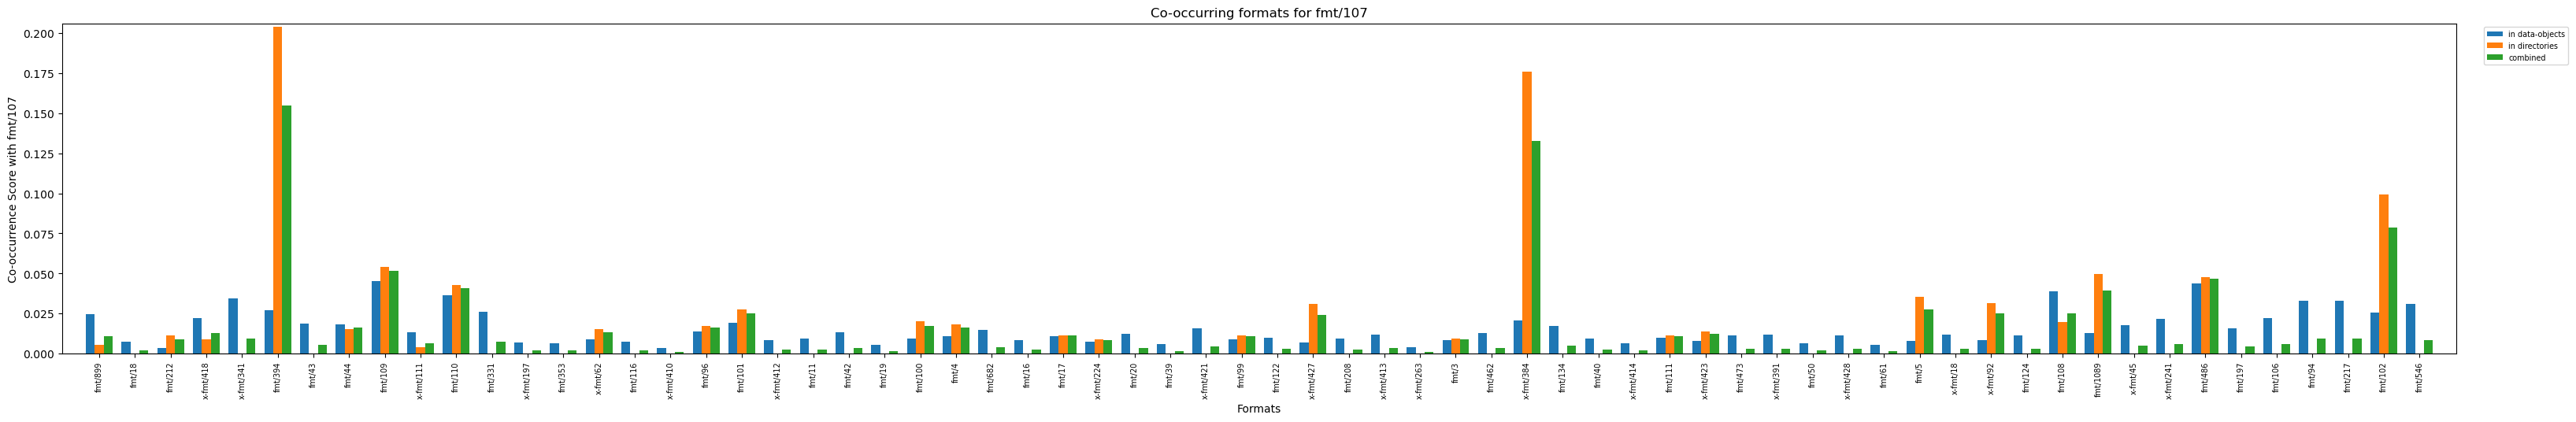 Co-occurring formats for fmt/107
Co-occurrence Score with fmt/107
0.200
0.175
0.150
0.125
0.100
0.075
0.050
0.025
0.000
in data-objects
in directories
combined
fmt/899
fmt/18
fmt/212
x-fmt/418
x-fmt/341
fmt/394
fmt/43
fmt/44
fmt/109
x-fmt/111
fmt/110
fmt/331
x-fmt/197
fmt/353
x-fmt/62
fmt/116
x-fmt/410
fmt/96
fmt/101
x-fmt/412
fmt/11
fmt/42
fmt/19
fmt/100
fmt/4
fmt/682
fmt/16
fmt/17
x-fmt/224
fmt/20
fmt/39
x-fmt/421
fmt/99
fmt/122
x-fmt/427
fmt/208
x-fmt/413
x-fmt/263
fmt/3
fmt/462
x-fmt/384
fmt/134
fmt/40
x-fmt/414
fmt/111
x-fmt/423
fmt/473
x-fmt/391
fmt/50
x-fmt/428
fmt/61
fmt/5
x-fmt/18
x-fmt/92
fmt/124
fmt/108
fmt/1089
x-fmt/45
x-fmt/241
fmt/486
fmt/197
fmt/106
fmt/94
fmt/217
fmt/102
fmt/546
Formats